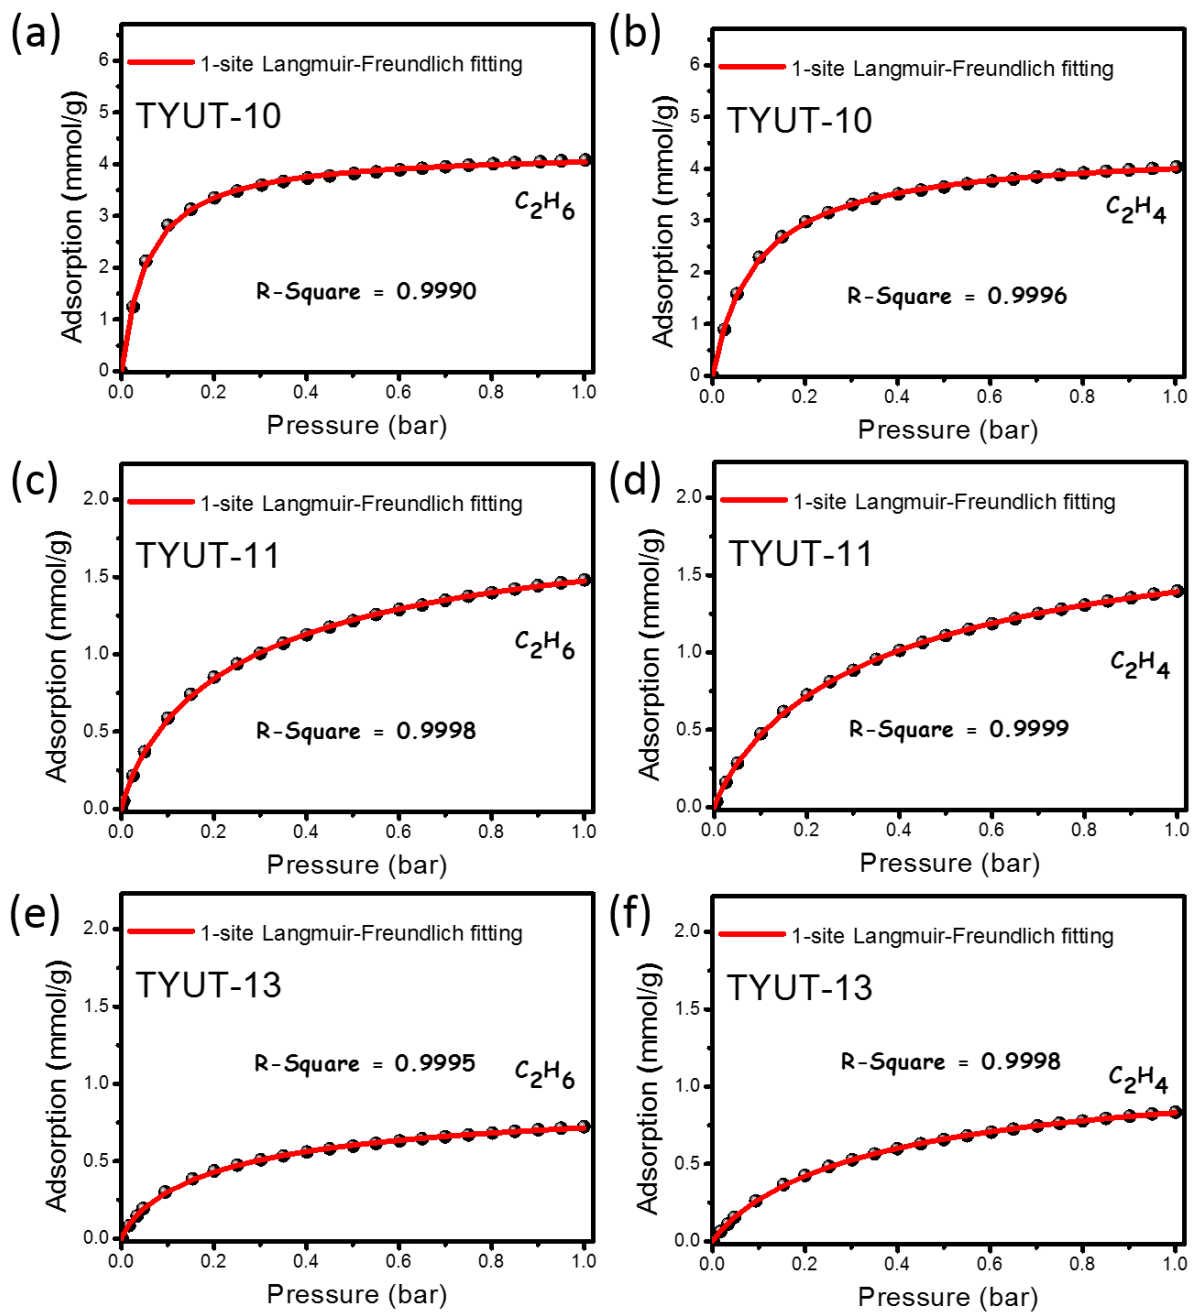 (a)
Adsorption (mmol/g)
6
5
4
3
2
1
0
1-site Langmuir-Freundlich fitting
TYUT-10
C₂H₆
R-Square = 0.9990
0.0 0.2 0.4 0.6 0.8 1.0
Pressure (bar)
(b)
Adsorption (mmol/g)
6
5
4
3
2
1
0
1-site Langmuir-Freundlich fitting
TYUT-10
C₂H₄
R-Square = 0.9996
0.0 0.2 0.4 0.6 0.8 1.0
Pressure (bar)
(c)
Adsorption (mmol/g)
2.0
1.5
1.0
0.5
0.0
1-site Langmuir-Freundlich fitting
TYUT-11
C₂H₆
R-Square = 0.9998
0.0 0.2 0.4 0.6 0.8 1.0
Pressure (bar)
(d)
Adsorption (mmol/g)
2.0
1.5
1.0
0.5
0.0
1-site Langmuir-Freundlich fitting
TYUT-11
C₂H₄
R-Square = 0.9999
0.0 0.2 0.4 0.6 0.8 1.0
Pressure (bar)
(e)
Adsorption (mmol/g)
2.0
1.5
1.0
0.5
0.0
1-site Langmuir-Freundlich fitting
TYUT-13
R-Square = 0.9995
C₂H₆
0.0 0.2 0.4 0.6 0.8 1.0
Pressure (bar)
(f)
Adsorption (mmol/g)
2.0
1.5
1.0
0.5
0.0
1-site Langmuir-Freundlich fitting
TYUT-13
R-Square = 0.9998
C₂H₄
0.0 0.2 0.4 0.6 0.8 1.0
Pressure (bar)